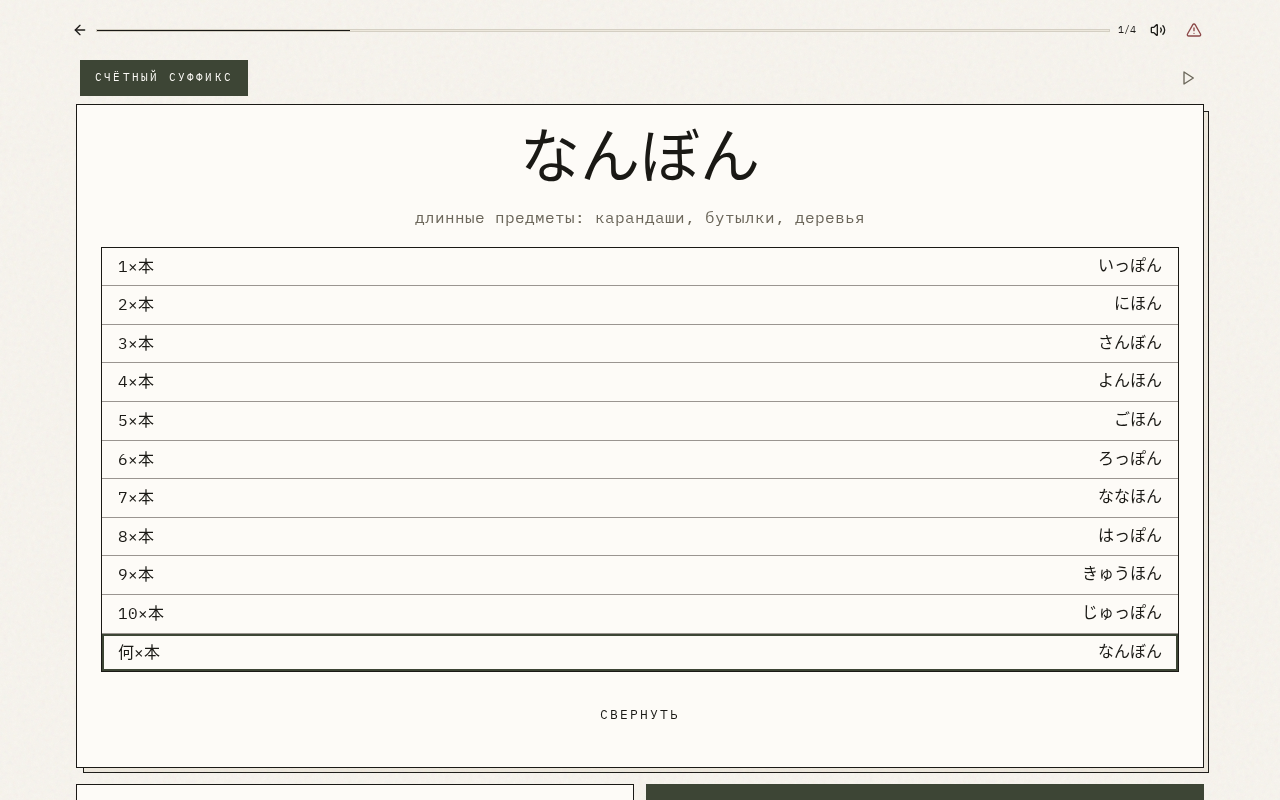 1/4
СЧЁТНЫЙ СУФФИКС
なんぼん
длинные предметы: карандаши, бутылки, деревья
1×本 いっぽん
2×本 にほん
3×本 さんぼん
4×本 よんほん
5×本 ごほん
6×本 ろっぽん
7×本 ななほん
8×本 はっぽん
9×本 きゅうほん
10×本 じゅっぽん
何×本 なんぼん
СВЕРНУТЬ